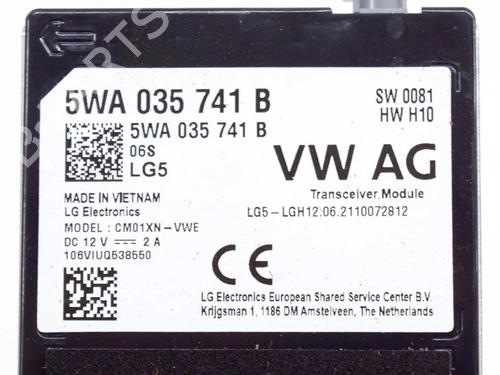 5WA 035 741 B
SW 0081
HW H10
5WA 035 741 B
06S
LG5
VW AG
Transceiver Module
MADE IN VIETNAM
LG Electronics
LG5-LGH12.06.2110072812
MODEL : CM01XN-VWE
DC 12 V ⎓ 2 A
106VIUQ538550
CE
LG Electronics European Shared Service Center B.V.
Krijgsman 1, 1186 DM Amstelveen, The Netherlands